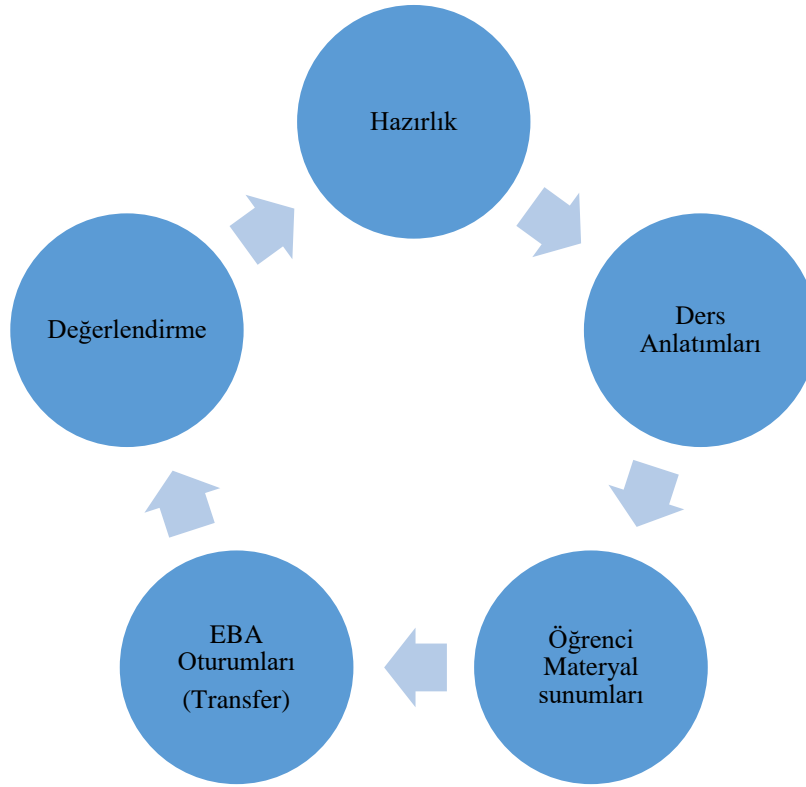 Hazırlık
Ders
Anlatımları
Öğrenci
Materyal
sunumları
EBA
Oturumları
(Transfer)
Değerlendirme